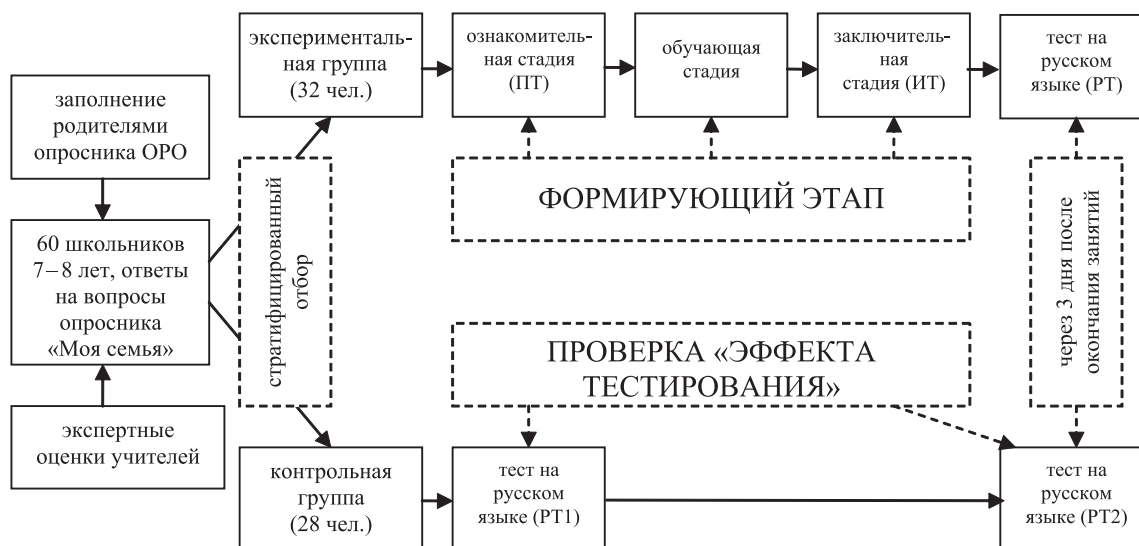 заполнение
родителями
опросника ОРО
60 школьников
7–8 лет, ответы
на вопросы
опросника
«Моя семья»
экспертные
оценки учителей
стратифицированный
отбор
эксперименталь-
ная группа
(32 чел.)
ознакомитель-
ная стадия
(ПТ)
обучающая
стадия
заключитель-
ная
стадия (ИТ)
тест на
русском
языке (РТ)
ФОРМИРУЮЩИЙ ЭТАП
ПРОВЕРКА «ЭФФЕКТА
ТЕСТИРОВАНИЯ»
через 3 дня после
окончания занятий
контрольная
группа
(28 чел.)
тест на
русском
языке (РТ1)
тест на
русском
языке (РТ2)